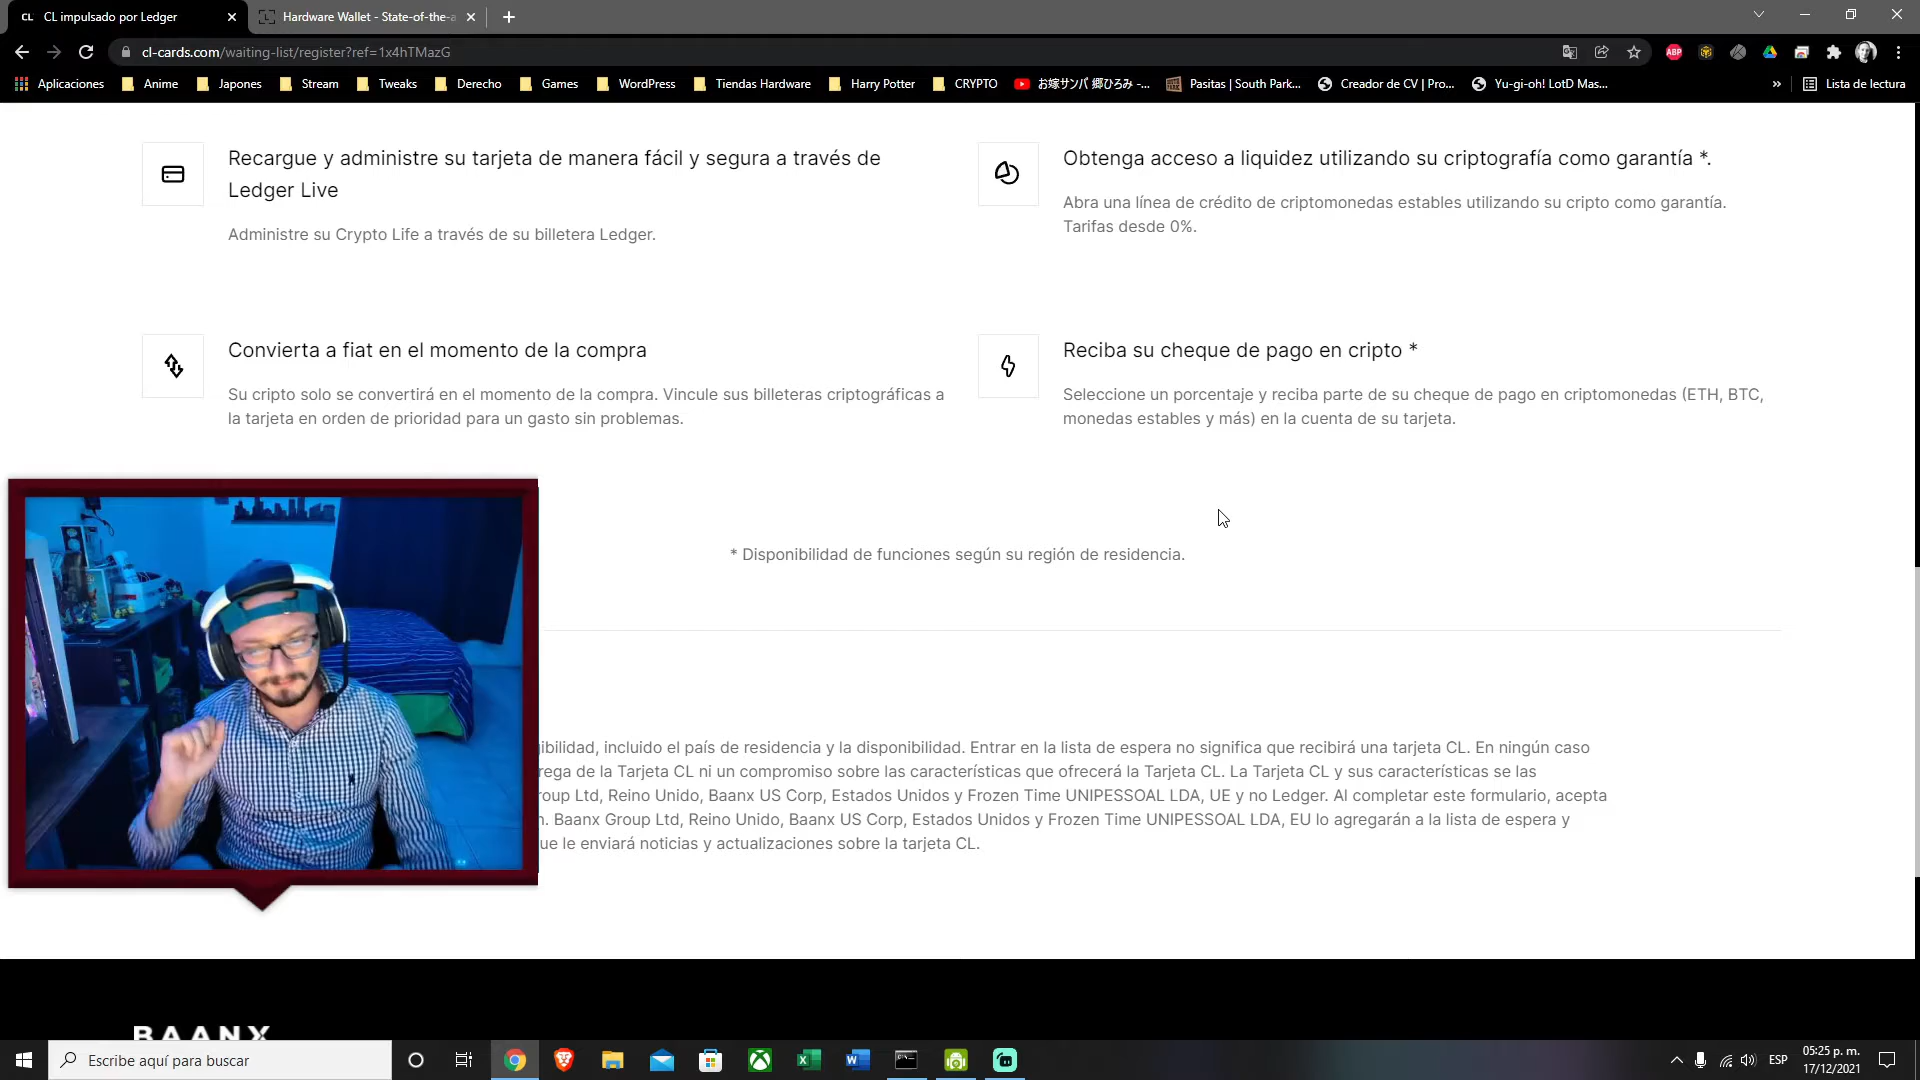 CL impulsado por Ledger
Hardware Wallet - State-of-the-a
cl-cards.com/waiting-list/register?ref=1x4hTMazG
ABP
Aplicaciones
Anime
Japones
Stream
Tweaks
Derecho
Games
WordPress
Tiendas Hardware
Harry Potter
CRYPTO
お嫁サンバ 郷ひろみ -...
Pasitas | South Park...
Creador de CV | Pro...
Yu-gi-oh! LotD Mas...
»
Lista de lectura
Recargue y administre su tarjeta de manera fácil y segura a través de
Ledger Live
Administre su Crypto Life a través de su billetera Ledger.
Obtenga acceso a liquidez utilizando su criptografía como garantía *.
Abra una línea de crédito de criptomonedas estables utilizando su cripto como garantía.
Tarifas desde 0%.
Convierta a fiat en el momento de la compra
Su cripto solo se convertirá en el momento de la compra. Vincule sus billeteras criptográficas a
la tarjeta en orden de prioridad para un gasto sin problemas.
Reciba su cheque de pago en cripto *
Seleccione un porcentaje y reciba parte de su cheque de pago en criptomonedas (ETH, BTC,
monedas estables y más) en la cuenta de su tarjeta.
* Disponibilidad de funciones según su región de residencia.
gibilidad, incluido el país de residencia y la disponibilidad. Entrar en la lista de espera no significa que recibirá una tarjeta CL. En ningún caso
rega de la Tarjeta CL ni un compromiso sobre las características que ofrecerá la Tarjeta CL. La Tarjeta CL y sus características se las
roup Ltd, Reino Unido, Baanx US Corp, Estados Unidos y Frozen Time UNIPESSOAL LDA, UE y no Ledger. Al completar este formulario, acepta
n. Baanx Group Ltd, Reino Unido, Baanx US Corp, Estados Unidos y Frozen Time UNIPESSOAL LDA, EU lo agregarán a la lista de espera y
ue le enviará noticias y actualizaciones sobre la tarjeta CL.
BAANX
Escribe aquí para buscar
ESP
05:25 p. m.
17/12/2021